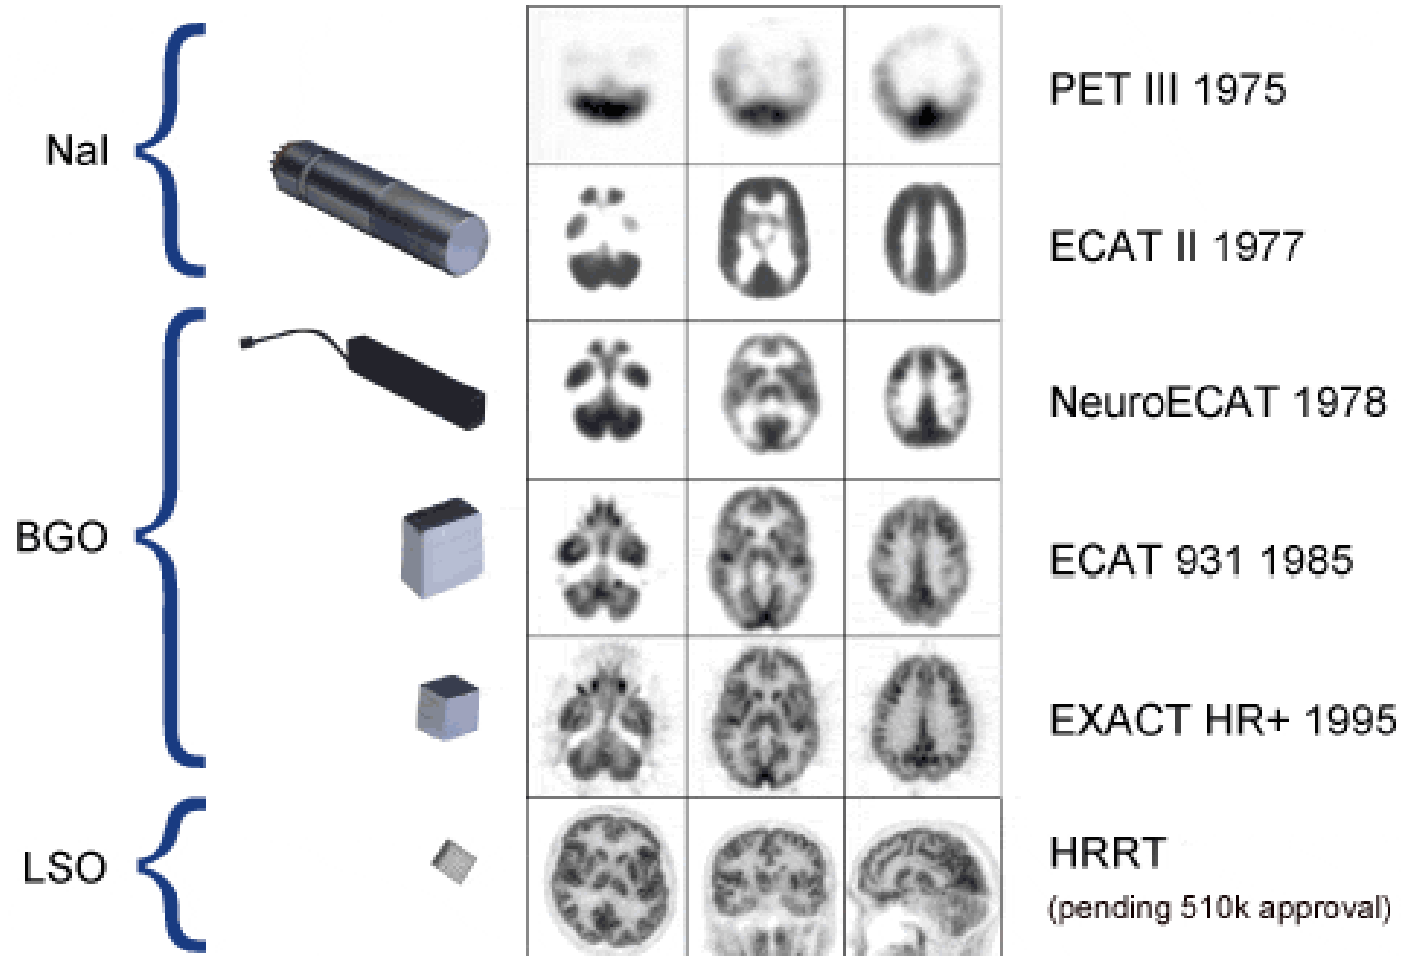 NaI
PET III 1975
ECAT II 1977
NeuroECAT 1978
BGO
ECAT 931 1985
EXACT HR+ 1995
LSO
HRRT
(pending 510k approval)